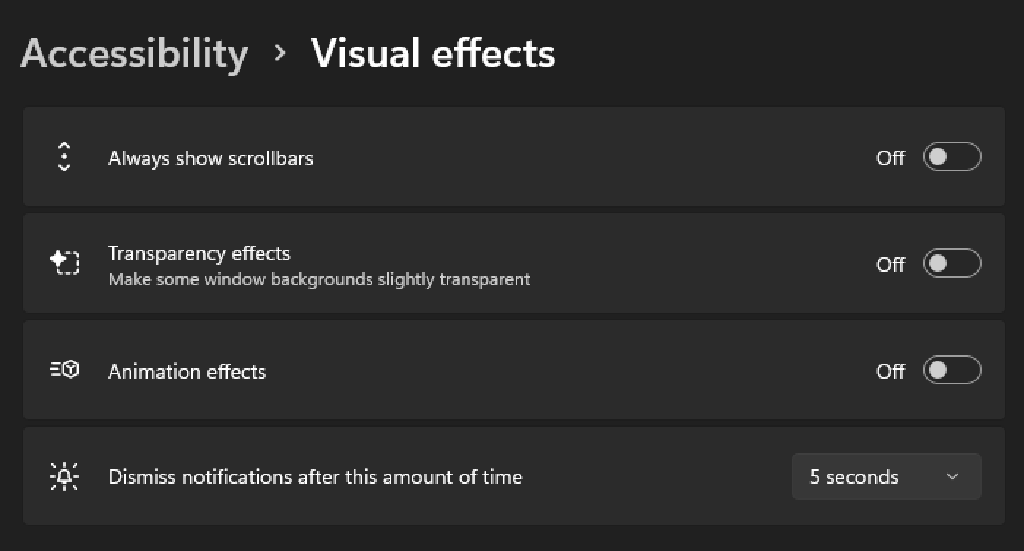 Accessibility > Visual effects
Always show scrollbars
Off
Transparency effects
Make some window backgrounds slightly transparent
Off
Animation effects
Off
Dismiss notifications after this amount of time
5 seconds